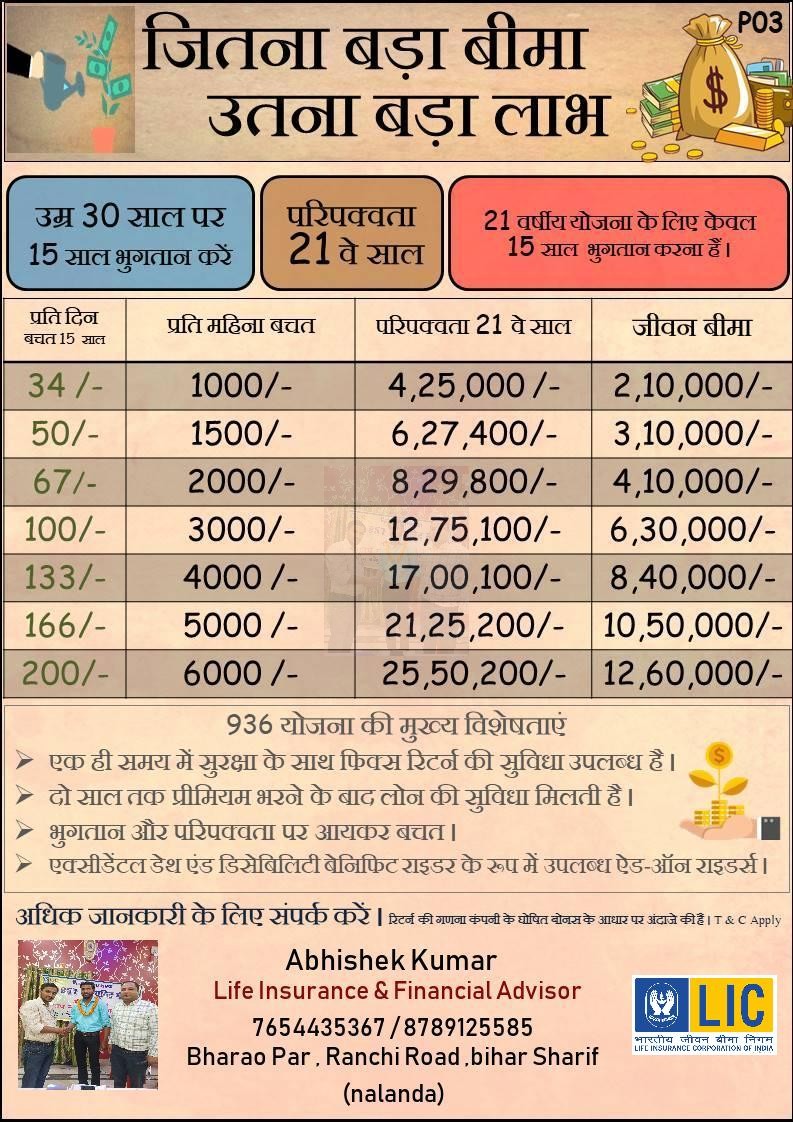 P03
जितना बड़ा बीमा
उतना बड़ा लाभ
उम्र 30 साल पर
15 साल भुगतान करें
परिपक्वता
21 वे साल
21 वर्षीय योजना के लिए केवल
15 साल भुगतान करना हैं।
प्रति दिन
बचत 15 साल
प्रति महिना बचत
परिपक्वता 21 वे साल
जीवन बीमा
34 /- 1000/- 4,25,000 /- 2,10,000/-
50/- 1500/- 6,27,400/- 3,10,000/-
67/- 2000/- 8,29,800/- 4,10,000/-
100/- 3000/- 12,75,100/- 6,30,000/-
133/- 4000 /- 17,00,100/- 8,40,000/-
166/- 5000 /- 21,25,200/- 10,50,000/-
200/- 6000 /- 25,50,200/- 12,60,000/-
936 योजना की मुख्य विशेषताएं
➢ एक ही समय में सुरक्षा के साथ फिक्स रिटर्न की सुविधा उपलब्ध है।
➢ दो साल तक प्रीमियम भरने के बाद लोन की सुविधा मिलती है।
➢ भुगतान और परिपक्वता पर आयकर बचत।
➢ एक्सीडेंटल डेथ एंड डिसेबिलिटी बेनिफिट राइडर के रूप में उपलब्ध ऐड-ऑन राइडर्स।
अधिक जानकारी के लिए संपर्क करें। रिटर्न की गणना कंपनी के घोषित बोनस के आधार पर अंदाजे की है। T & C Apply
Abhishek Kumar
Life Insurance & Financial Advisor
7654435367 / 8789125585
Bharao Par , Ranchi Road ,bihar Sharif
(nalanda)
LIC
भारतीय जीवन बीमा निगम
LIFE INSURANCE CORPORATION OF INDIA